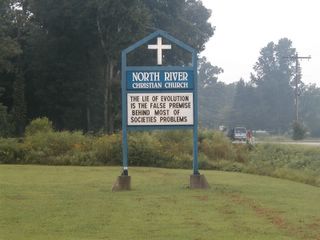 NORTH RIVER
CHRISTIAN CHURCH
THE LIE OF EVOLUTION
IS THE FALSE PREMISE
BEHIND MOST OF
SOCIETIES PROBLEMS